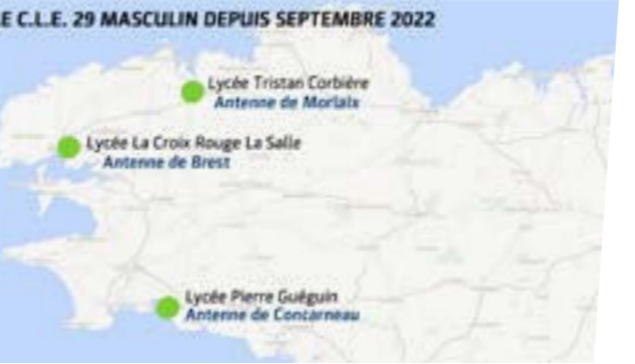 E C.L.E. 29 MASCULIN DEPUIS SEPTEMBRE 2022
Lycée Tristan Corbière
Antenne de Morlaix
Lycée La Croix Rouge La Salle
Antenne de Brest
Lycée Pierre Guéguin
Antenne de Concarneau